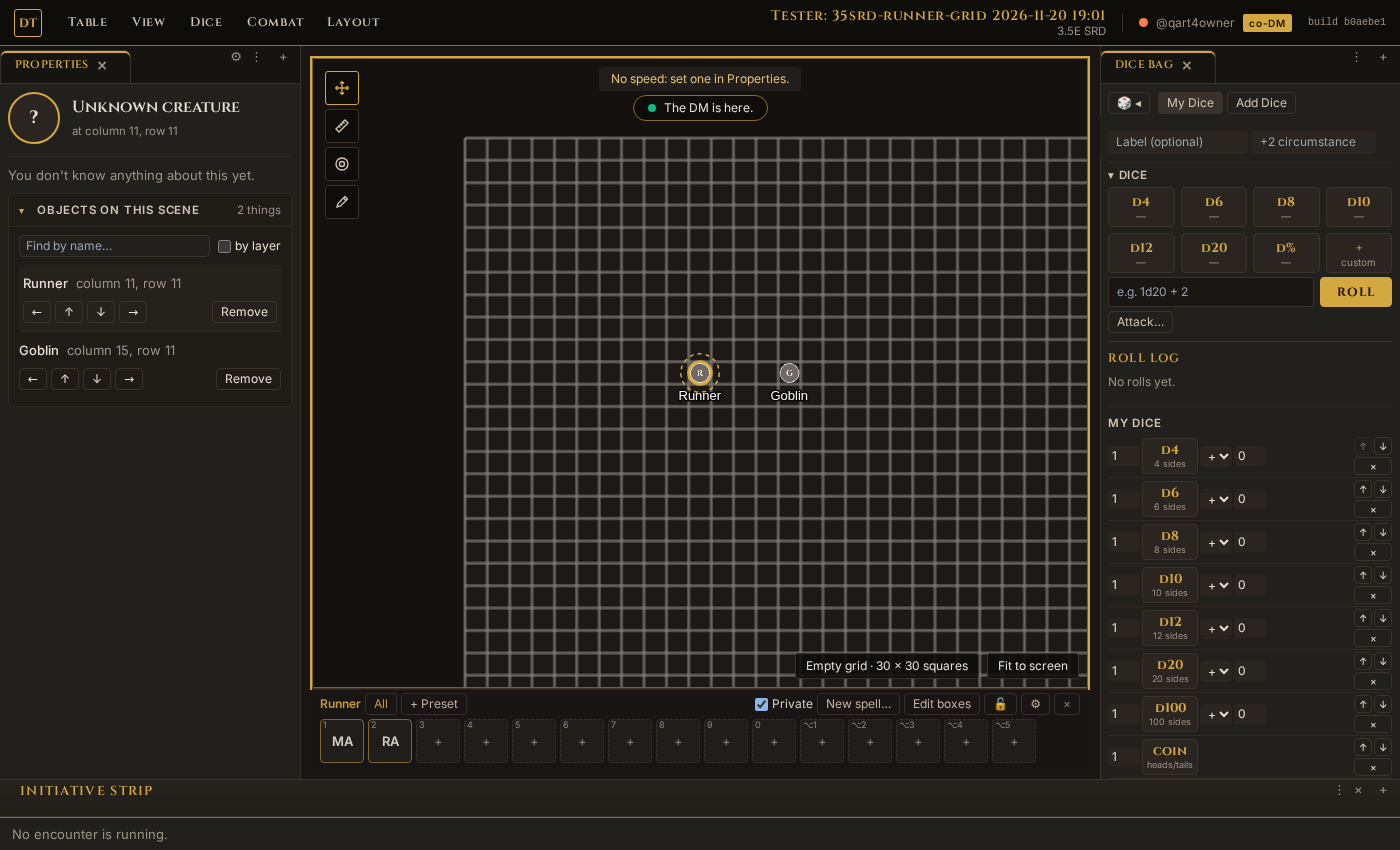 DT
TABLE VIEW DICE COMBAT LAYOUT
TESTER: 35SRD-RUNNER-GRID 2026-11-20 19:01
3.5E SRD
@qart4owner co-DM build b0aebe1
PROPERTIES ×
?
UNKNOWN CREATURE
at column 11, row 11
You don't know anything about this yet.
OBJECTS ON THIS SCENE 2 things
Find by name... by layer
Runner column 11, row 11
← ↑ ↓ → Remove
Goblin column 15, row 11
← ↑ ↓ → Remove
No speed: set one in Properties.
The DM is here.
R
G
Runner
Goblin
Empty grid · 30 × 30 squares
Fit to screen
Runner All + Preset Private New spell... Edit boxes ×
1 2 3 4 5 6 7 8 9 0 ⌥1 ⌥2 ⌥3 ⌥4 ⌥5
MA RA + + + + + + + + + + + + +
DICE BAG ×
My Dice Add Dice
Label (optional) +2 circumstance
DICE
D4 D6 D8 D10
— — — —
D12 D20 D% +
— — — custom
e.g. 1d20 + 2 ROLL
Attack...
ROLL LOG
No rolls yet.
MY DICE
1 D4 4 sides + 0 ↑ ↓ ×
1 D6 6 sides + 0 ↑ ↓ ×
1 D8 8 sides + 0 ↑ ↓ ×
1 D10 10 sides + 0 ↑ ↓ ×
1 D12 12 sides + 0 ↑ ↓ ×
1 D20 20 sides + 0 ↑ ↓ ×
1 D100 100 sides + 0 ↑ ↓ ×
1 COIN heads/tails ↑ ↓ ×
INITIATIVE STRIP
No encounter is running.